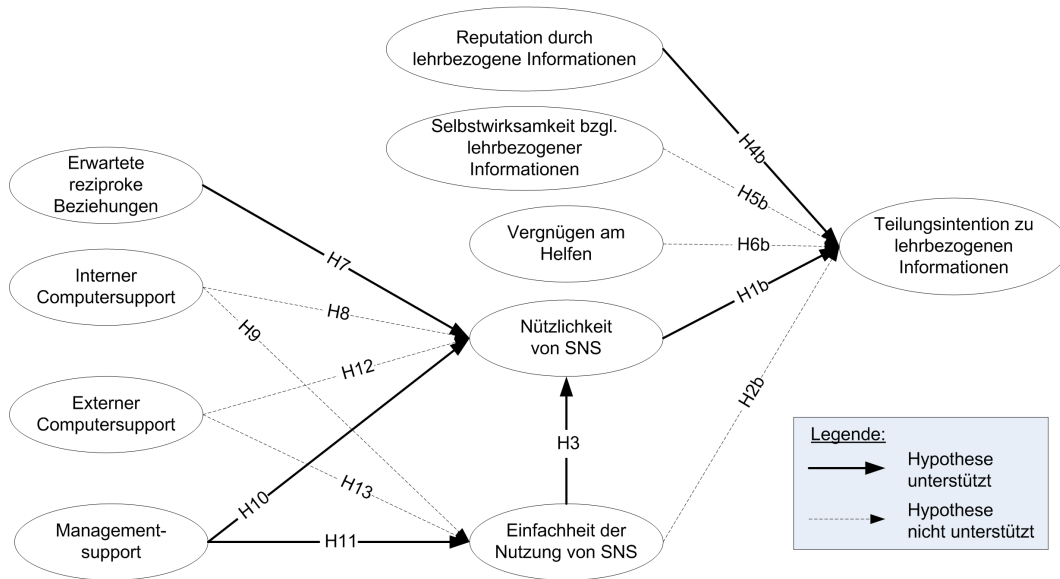 Reputation durch
lehrbezogene Informationen
Selbstwirksamkeit bzgl.
lehrbezogener
Informationen
Erwartete
reziproke
Beziehungen
Vergnügen am
Helfen
Teilungsintention zu
lehrbezogenen
Informationen
Interner
Computersupport
Nützlichkeit
von SNS
Externer
Computersupport
Management-
support
Einfachheit der
Nutzung von SNS
H4b
H5b
H6b
H1b
H2b
H7
H8
H9
H12
H3
H10
H13
H11
Legende:
Hypothese
unterstützt
Hypothese
nicht unterstützt